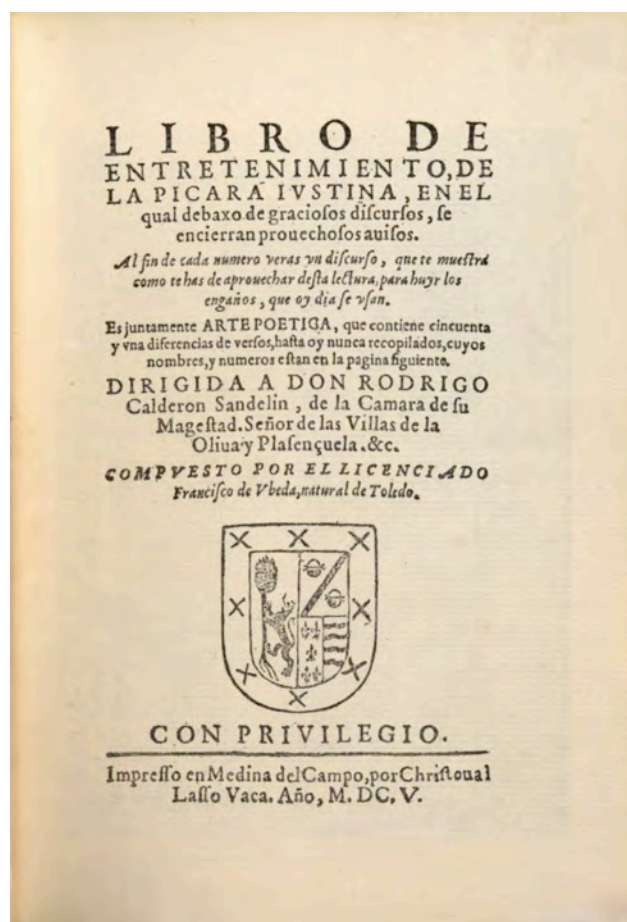 LIBRO DE
ENTRETENIMIENTO, DE
LA PICARA IVSTINA, EN EL
qual debaxo de graciosos discursos, se
encierran prouechosos auisos.
Al fin de cada numero veras vn discurso, que te muestra
como te has de aprouechar desta lectura, para huyr los
engaños, que oy dia se vsan.
Es juntamente ARTE POETICA, que contiene cincuenta
y vna diferencias de versos, hasta oy nunca recopilados, cuyos
nombres, y numeros estan en la pagina siguiente.
DIRIGIDA A DON RODRIGO
Calderon Sandelin, de la Camara de su
Magestad. Señor de las Villas de la
Oliua y Plasençuela. &c.
COMPVESTO POR EL LICENCIADO
Francisco de Vbeda, natural de Toledo.
CON PRIVILEGIO.
Impresso en Medina del Campo, por Christoual
Lasso Vaca. Año, M. DC. V.